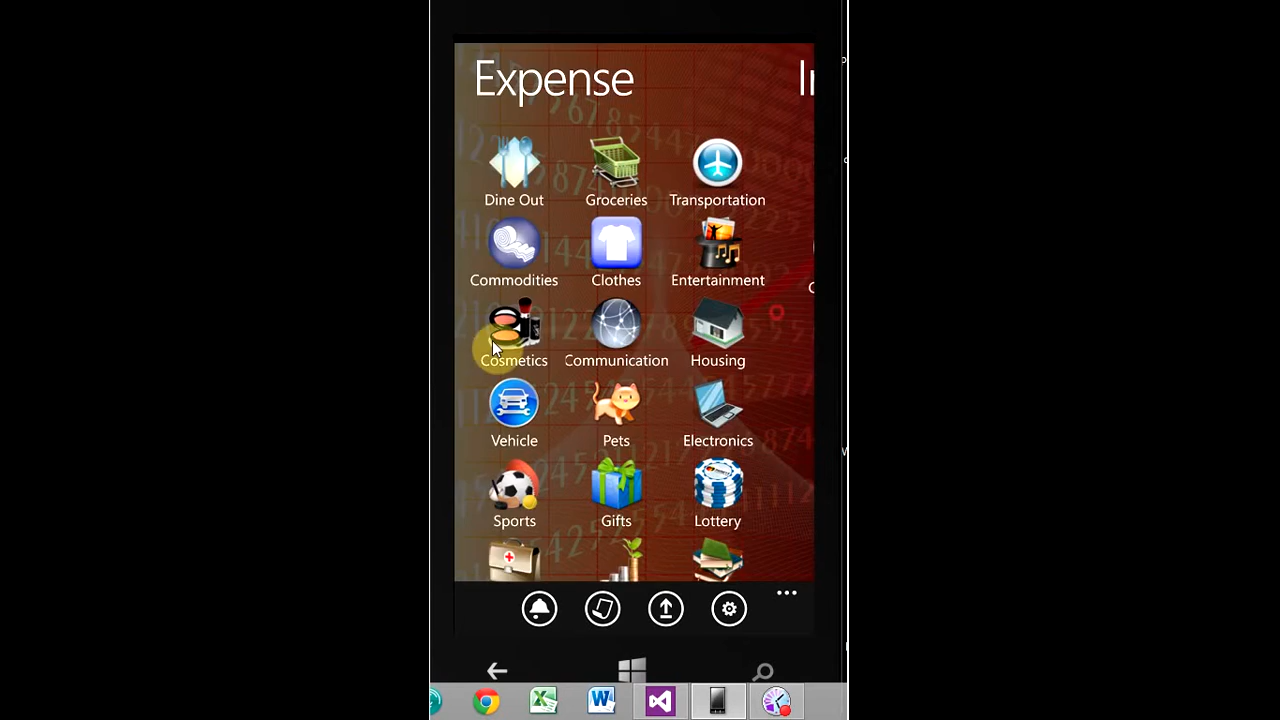 Expense
Dine Out Groceries Transportation
Commodities Clothes Entertainment
Cosmetics Communication Housing
Vehicle Pets Electronics
Sports Gifts Lottery